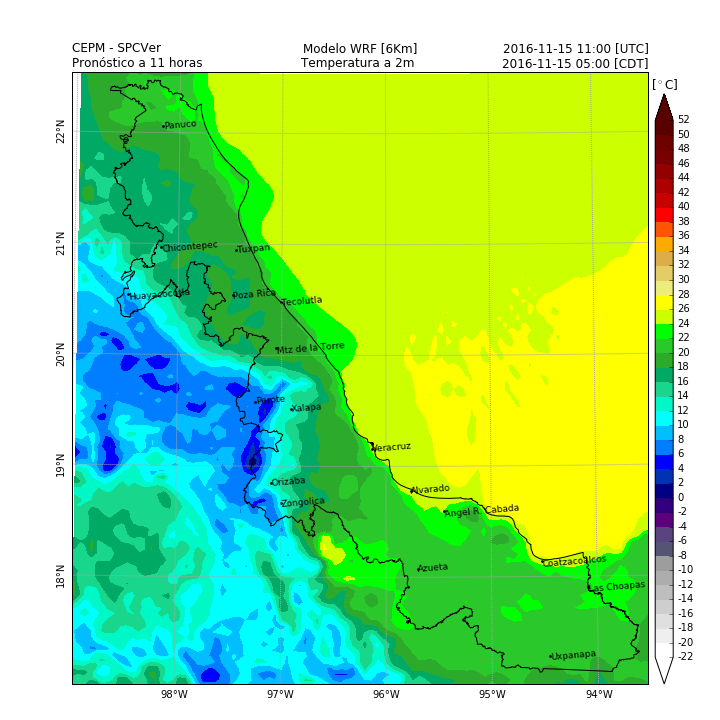 CEPM - SPCVer
Modelo WRF [6Km]
2016-11-15 11:00 [UTC]
Pronóstico a 11 horas
Temperatura a 2m
2016-11-15 05:00 [CDT]
[°C]
52
50
48
46
44
42
40
38
36
34
32
30
28
26
24
22
20
18
16
14
12
10
8
6
4
2
0
-2
-4
-6
-8
-10
-12
-14
-16
-18
-20
-22
22°N
21°N
20°N
19°N
18°N
Panuco
Chicontepec
Tuxpan
Huayacocotla
Poza Rica
Tecolutla
Mtz de la Torre
Perote
Xalapa
Veracruz
Orizaba
Alvarado
Zongolica
Angel R. Cabada
Azueta
Coatzacoalcos
Las Choapas
Uxpanapa
98°W
97°W
96°W
95°W
94°W